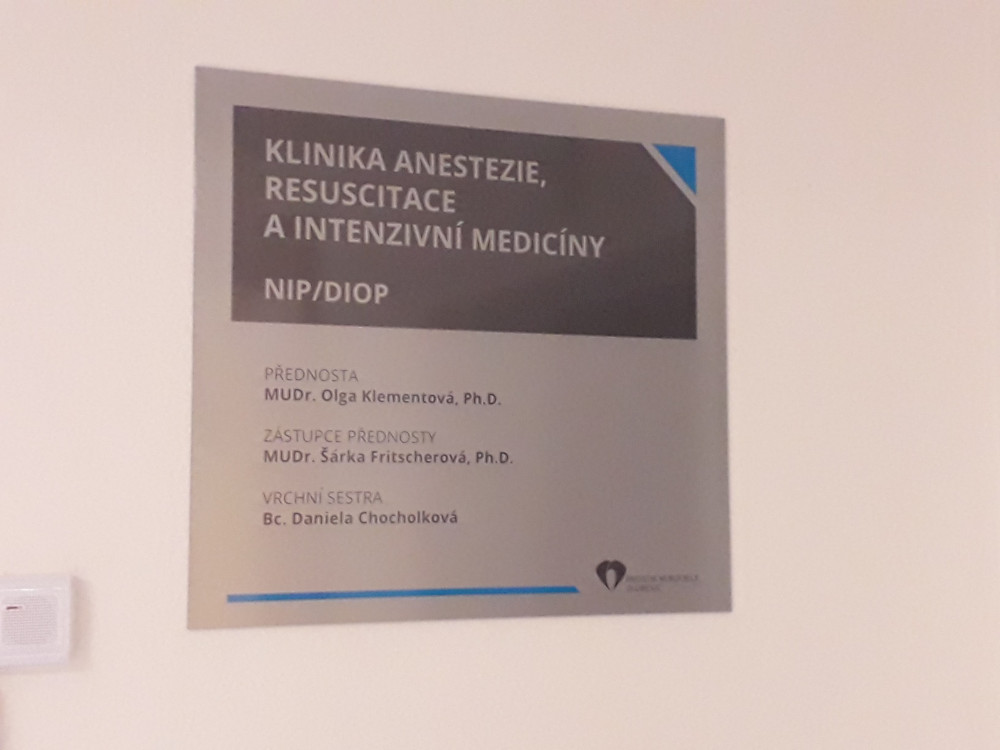 KLINIKA ANESTEZIE,
RESUSCITACE
A INTENZIVNÍ MEDICÍNY
NIP/DIOP
PŘEDNOSTA
MUDr. Olga Klementová, Ph.D.
ZÁSTUPCE PŘEDNOSTY
MUDr. Šárka Fritscherová, Ph.D.
VRCHNÍ SESTRA
Bc. Daniela Chocholková